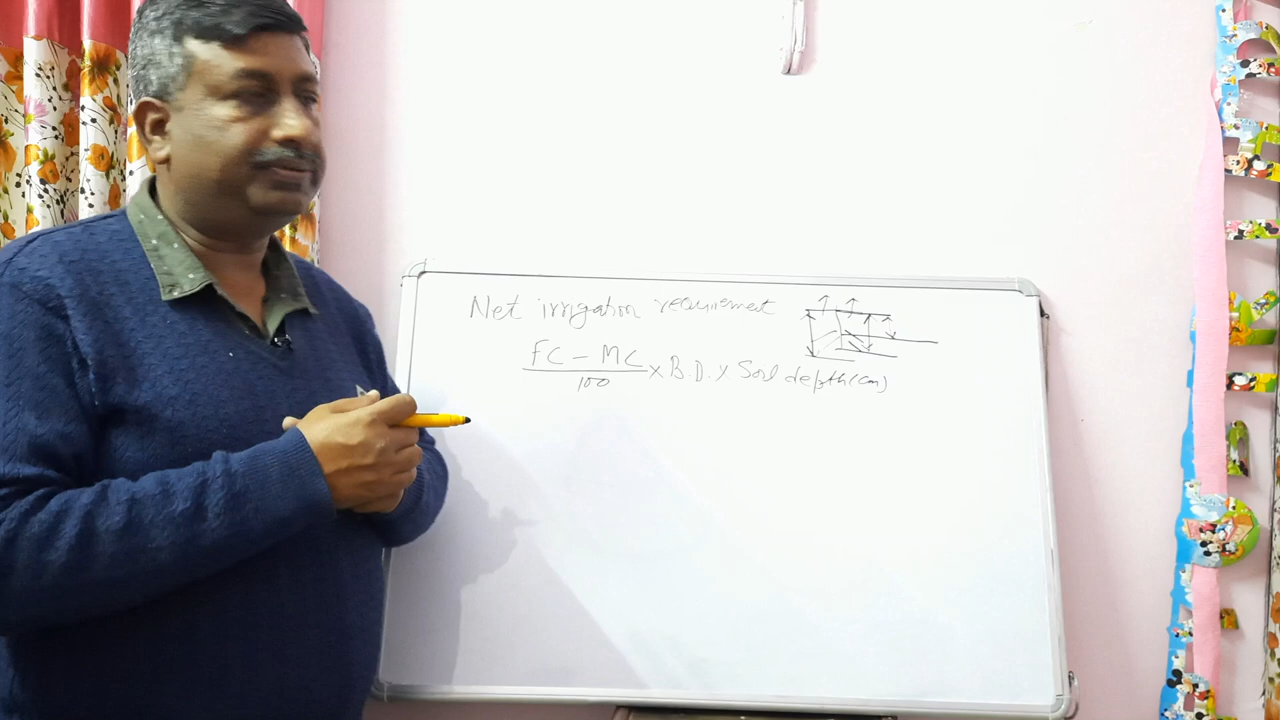 Net irrigation requirement
FC - MC / 100 x B.D. x Soil depth (cm)